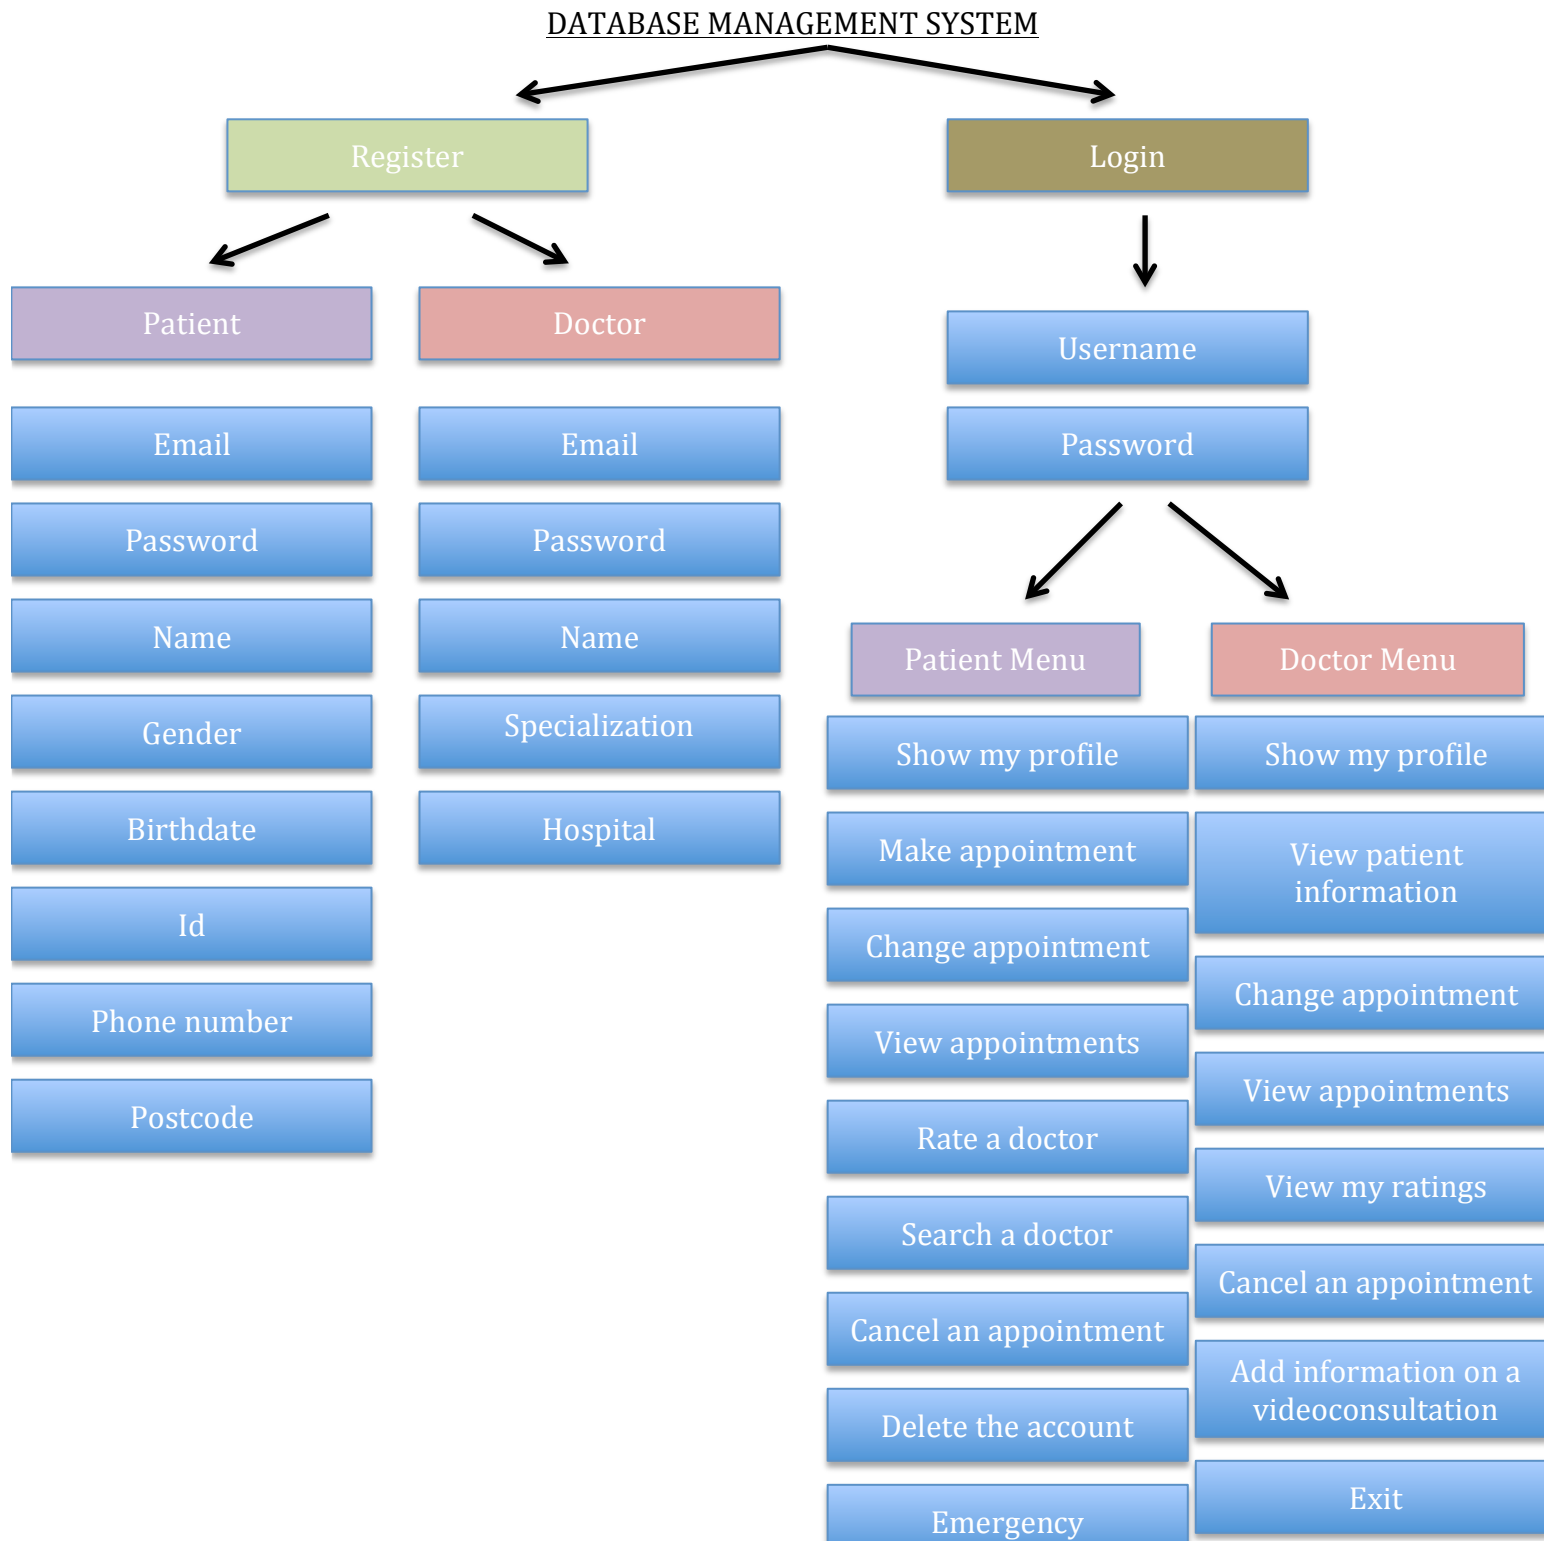 DATABASE MANAGEMENT SYSTEM
Register
Login
Patient
Doctor
Email
Password
Name
Gender
Birthdate
Id
Phone number
Postcode
Email
Password
Name
Specialization
Hospital
Username
Password
Patient Menu
Doctor Menu
Show my profile
Make appointment
Change appointment
View appointments
Rate a doctor
Search a doctor
Cancel an appointment
Delete the account
Emergency
Show my profile
View patient
information
Change appointment
View appointments
View my ratings
Cancel an appointment
Add information on a
videoconsultation
Exit